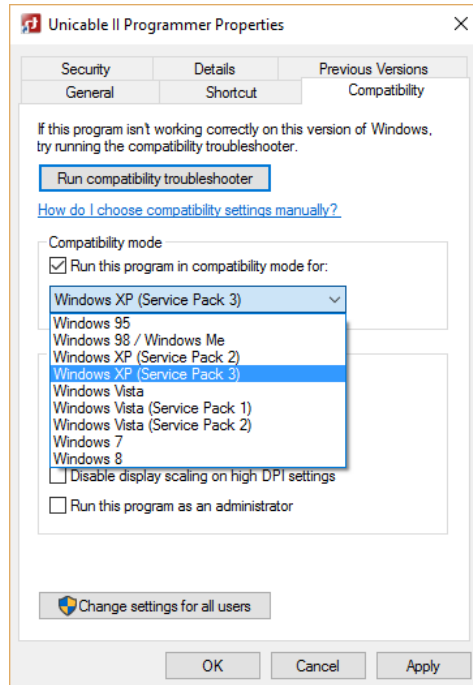 Unicable II Programmer Properties
Security Details Previous Versions
General Shortcut Compatibility
If this program isn't working correctly on this version of Windows,
try running the compatibility troubleshooter.
Run compatibility troubleshooter
How do I choose compatibility settings manually?
Compatibility mode
Run this program in compatibility mode for:
Windows XP (Service Pack 3)
Windows 95
Windows 98 / Windows Me
Windows XP (Service Pack 2)
Windows XP (Service Pack 3)
Windows Vista
Windows Vista (Service Pack 1)
Windows Vista (Service Pack 2)
Windows 7
Windows 8
Disable display scaling on high DPI settings
Run this program as an administrator
Change settings for all users
OK Cancel Apply